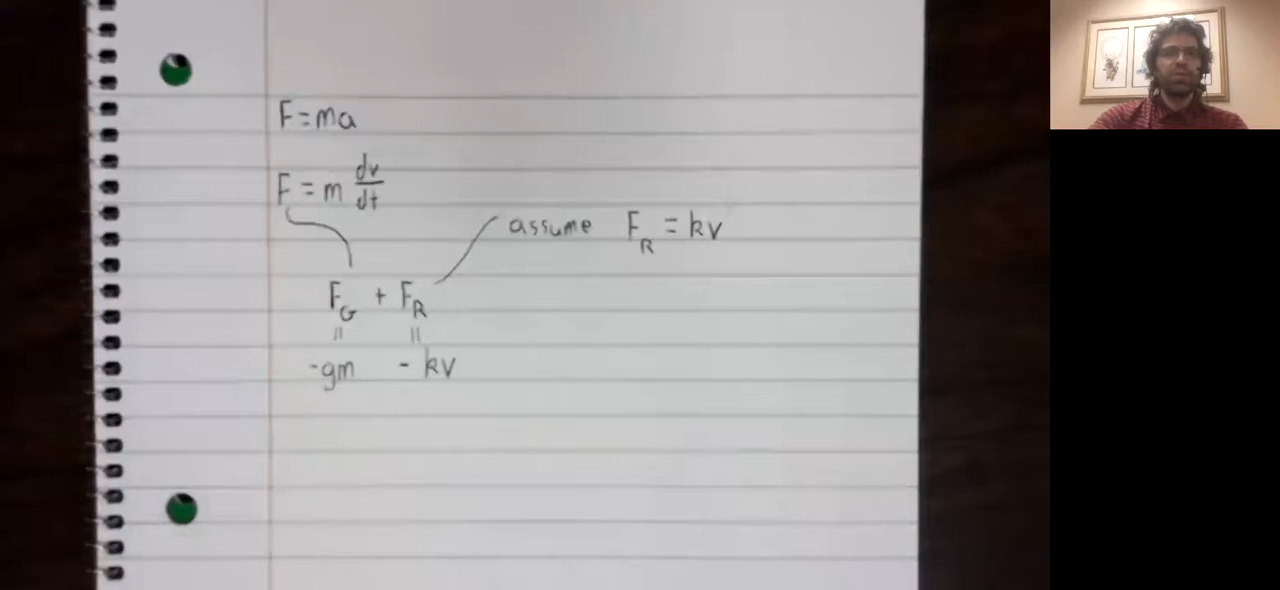 F = ma
F = m dv/dt
assume F_R = kv
F_G + F_R
= =
-gm - kv